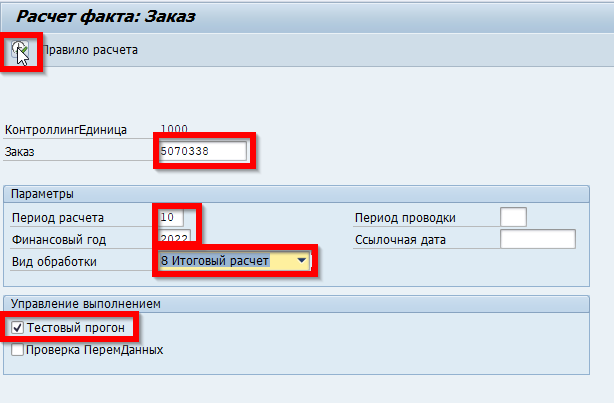 Расчет факта: Заказ
Правило расчета
КонтроллингЕдиница 1000
Заказ 5070338
Параметры
Период расчета 10 Период проводки
Финансовый год 2022 Ссылочная дата
Вид обработки 8 Итоговый расчет
Управление выполнением
Тестовый прогон
Проверка ПеремДанных